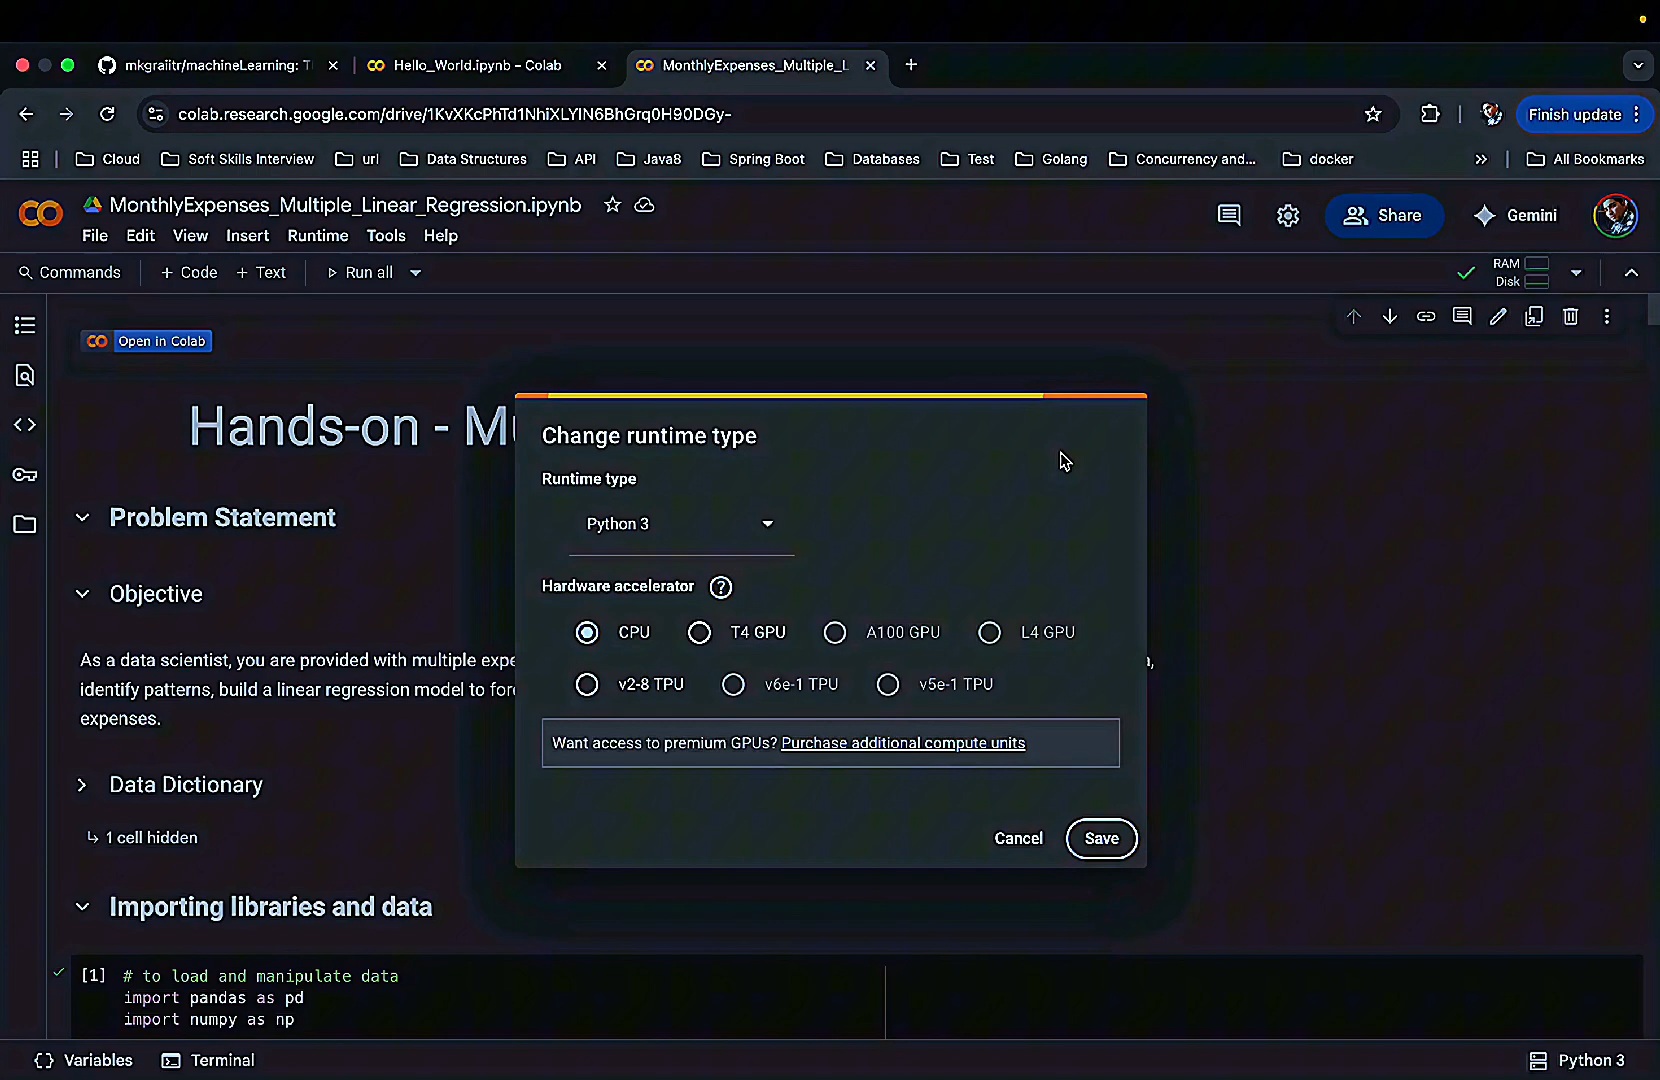 mkgraiitr/machineLearning: T
Hello_World.ipynb – Colab
MonthlyExpenses_Multiple_L
colab.research.google.com/drive/1KvXKcPhTd1NhiXLYIN6BhGrq0H90DGy-
Finish update
Cloud
Soft Skills Interview
url
Data Structures
API
Java8
Spring Boot
Databases
Test
Golang
Concurrency and...
docker
All Bookmarks
MonthlyExpenses_Multiple_Linear_Regression.ipynb
Share
Gemini
File Edit View Insert Runtime Tools Help
Commands
+ Code
+ Text
Run all
RAM
Disk
Open in Colab
Hands-on - Mu
Problem Statement
Objective
As a data scientist, you are provided with multiple expe
identify patterns, build a linear regression model to for
expenses.
Data Dictionary
1 cell hidden
Importing libraries and data
[1] # to load and manipulate data
import pandas as pd
import numpy as np
Change runtime type
Runtime type
Python 3
Hardware accelerator
CPU T4 GPU A100 GPU L4 GPU
v2-8 TPU v6e-1 TPU v5e-1 TPU
Want access to premium GPUs? Purchase additional compute units
Cancel
Save
Variables
Terminal
Python 3